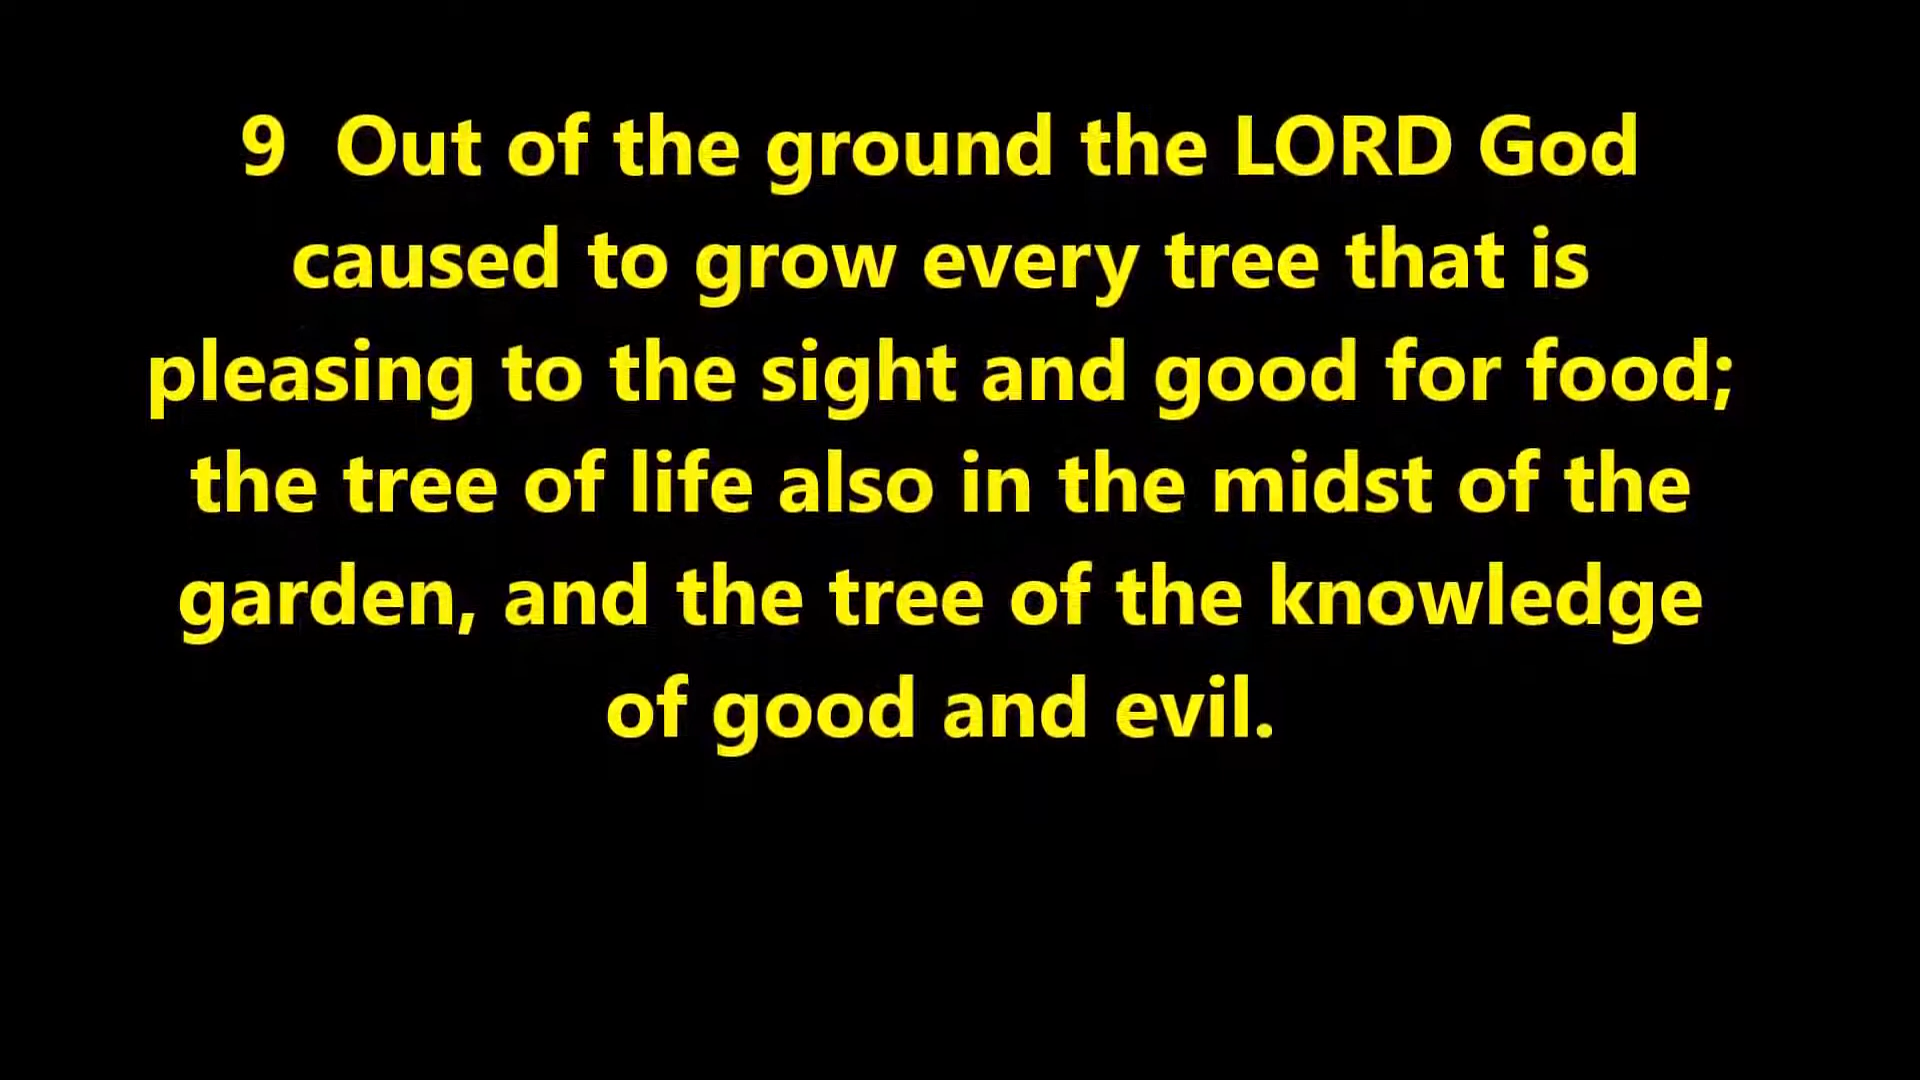 9  Out of the ground the LORD God
caused to grow every tree that is
pleasing to the sight and good for food;
the tree of life also in the midst of the
garden, and the tree of the knowledge
of good and evil.